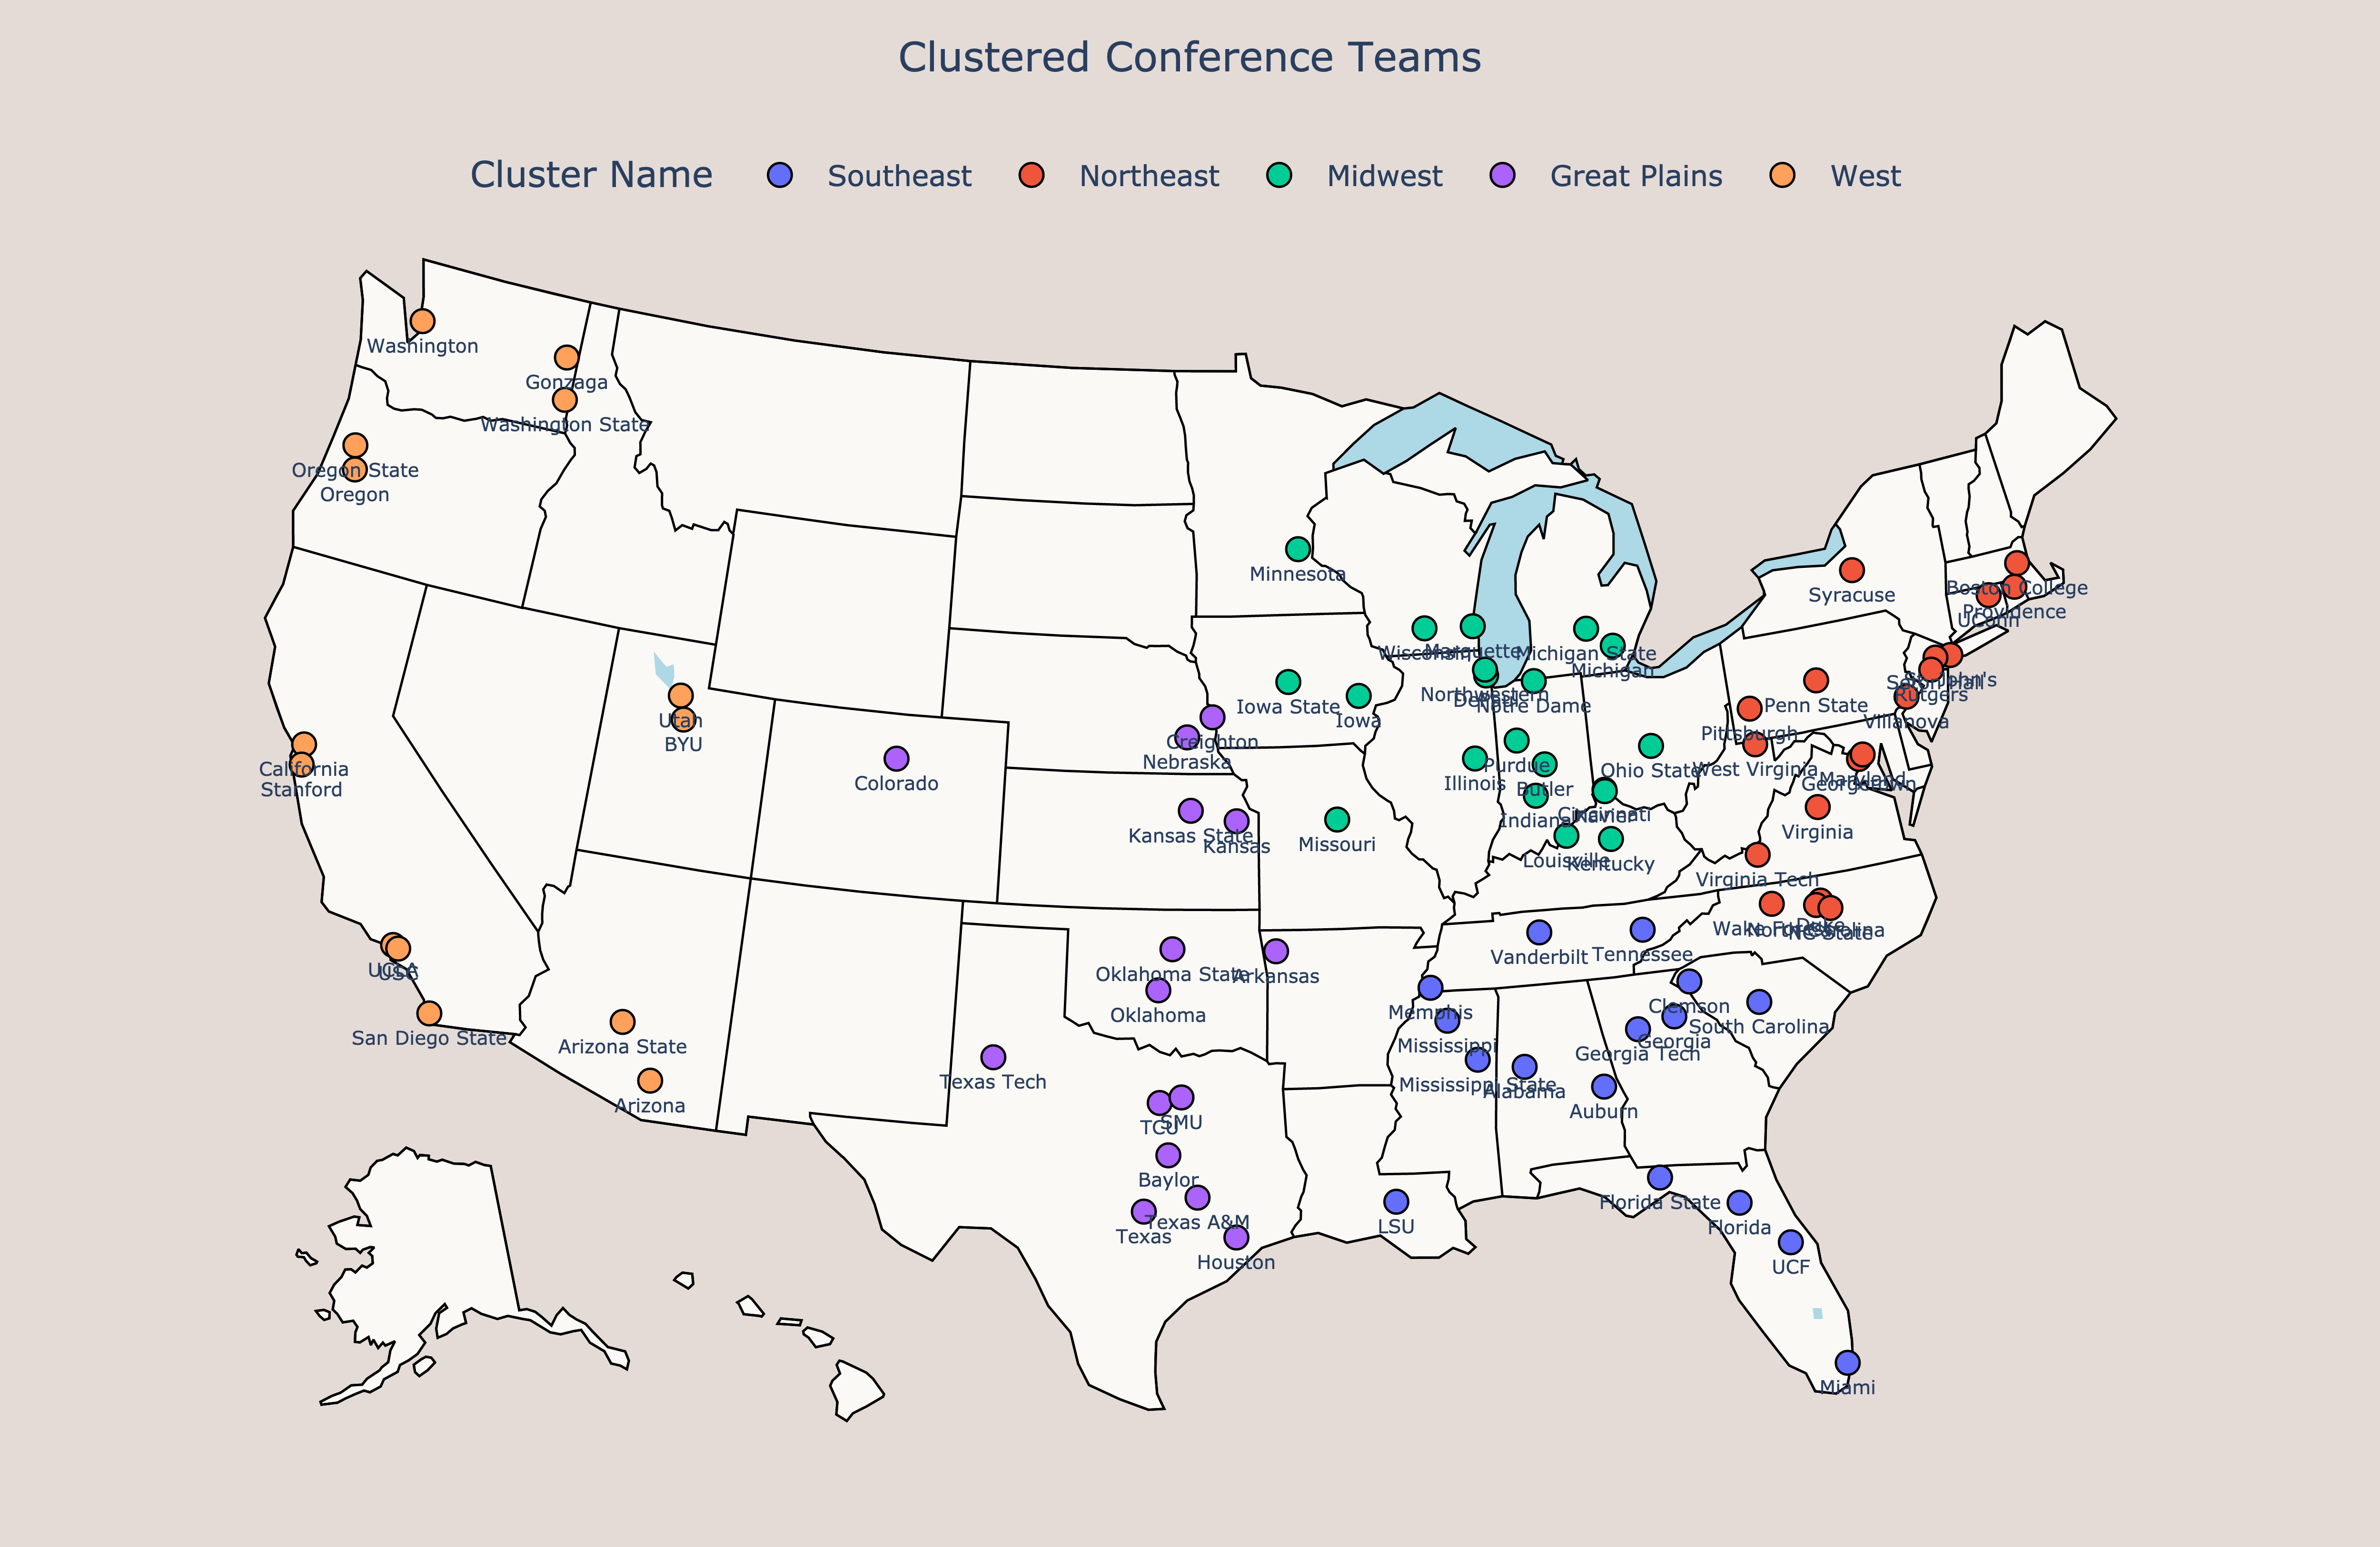 Clustered Conference Teams
Cluster Name Southeast Northeast Midwest Great Plains West
Washington
Gonzaga
Washington State
Oregon State
Oregon
Minnesota
Syracuse
Boston College
Providence
UConn
Wisconsin
Marquette
Michigan State
Michigan
St. John's
Seton Hall
Rutgers
Northwestern
DePaul
Notre Dame
Iowa State
Iowa
Penn State
Villanova
Utah
BYU
Creighton
Nebraska
Pittsburgh
California
Stanford
Colorado
Illinois
Purdue
Butler
Ohio State
West Virginia
Maryland
Georgetown
Indiana
Cincinnati
Xavier
Kansas State
Kansas
Missouri
Louisville
Kentucky
Virginia
Virginia Tech
Wake Forest
Duke
North Carolina
NC State
UCLA
USC
Oklahoma State
Arkansas
Vanderbilt
Tennessee
Oklahoma
Memphis
Clemson
South Carolina
San Diego State
Arizona State
Mississippi
Georgia Tech
Georgia
Texas Tech
Mississippi State
Alabama
Arizona
Auburn
TCU
SMU
Baylor
Texas A&M
Texas
Houston
LSU
Florida State
Florida
UCF
Miami